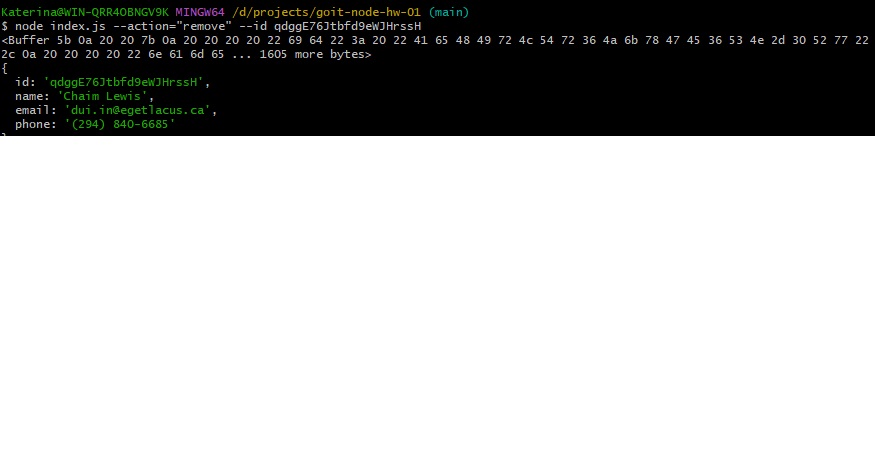 Katerina@WIN-QRR4OBNGV9K MINGW64 /d/projects/goit-node-hw-01 (main)
$ node index.js --action="remove" --id qdggE76Jtbfd9eWJHrssH
<Buffer 5b 0a 20 20 7b 0a 20 20 20 20 22 69 64 22 3a 20 22 41 65 48 49 72 4c 54 72 36 4a 6b 78 47 45 36 53 4e 2d 30 52 77 22
2c 0a 20 20 20 20 22 6e 61 6d 65 ... 1605 more bytes>
{
  id: 'qdggE76Jtbfd9eWJHrssH',
  name: 'Chaim Lewis',
  email: 'dui.in@egetlacus.ca',
  phone: '(294) 840-6685'